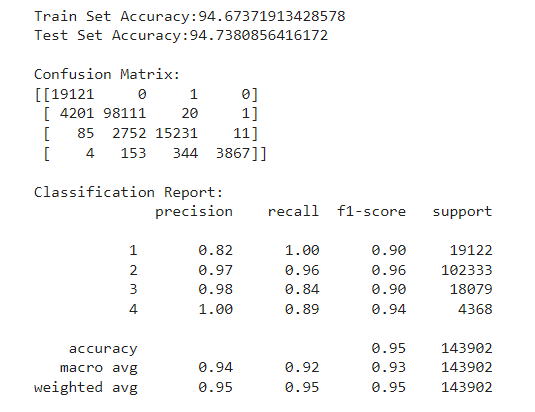 Train Set Accuracy:94.67371913428578
Test Set Accuracy:94.7380856416172
Confusion Matrix:
[[19121 0 1 0]
[ 4201 98111 20 1]
[ 85 2752 15231 11]
[ 4 153 344 3867]]
Classification Report:
precision recall f1-score support
1 0.82 1.00 0.90 19122
2 0.97 0.96 0.96 102333
3 0.98 0.84 0.90 18079
4 1.00 0.89 0.94 4368
accuracy 0.95 143902
macro avg 0.94 0.92 0.93 143902
weighted avg 0.95 0.95 0.95 143902